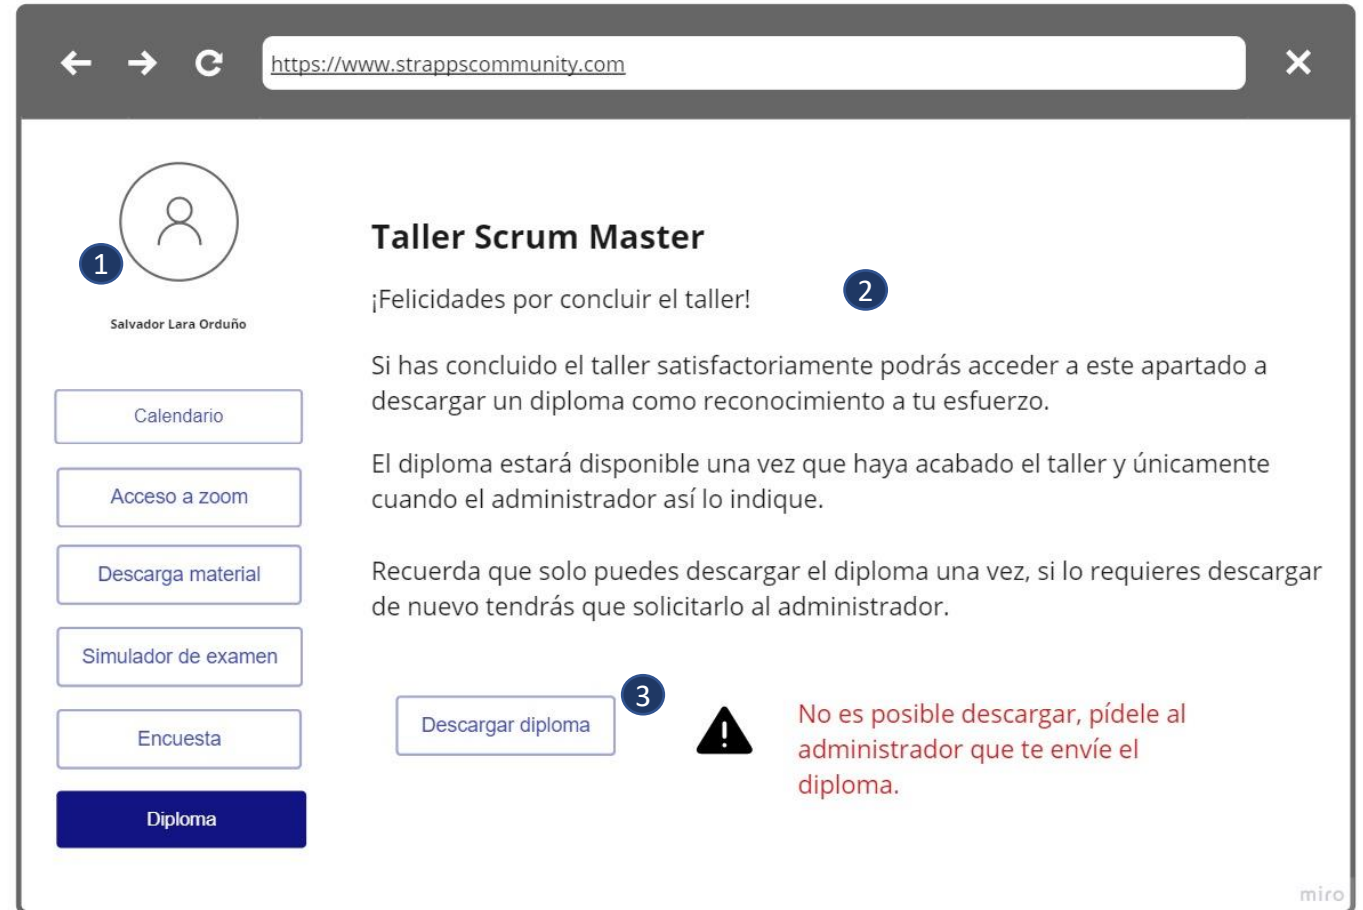 https://www.strappscommunity.com
1
Salvador Lara Orduño
Calendario
Acceso a zoom
Descarga material
Simulador de examen
Encuesta
Diploma
Taller Scrum Master
¡Felicidades por concluir el taller!
2
Si has concluido el taller satisfactoriamente podrás acceder a este apartado a
descargar un diploma como reconocimiento a tu esfuerzo.
El diploma estará disponible una vez que haya acabado el taller y únicamente
cuando el administrador así lo indique.
Recuerda que solo puedes descargar el diploma una vez, si lo requieres descargar
de nuevo tendrás que solicitarlo al administrador.
Descargar diploma
3
No es posible descargar, pídele al
administrador que te envíe el
diploma.
miro